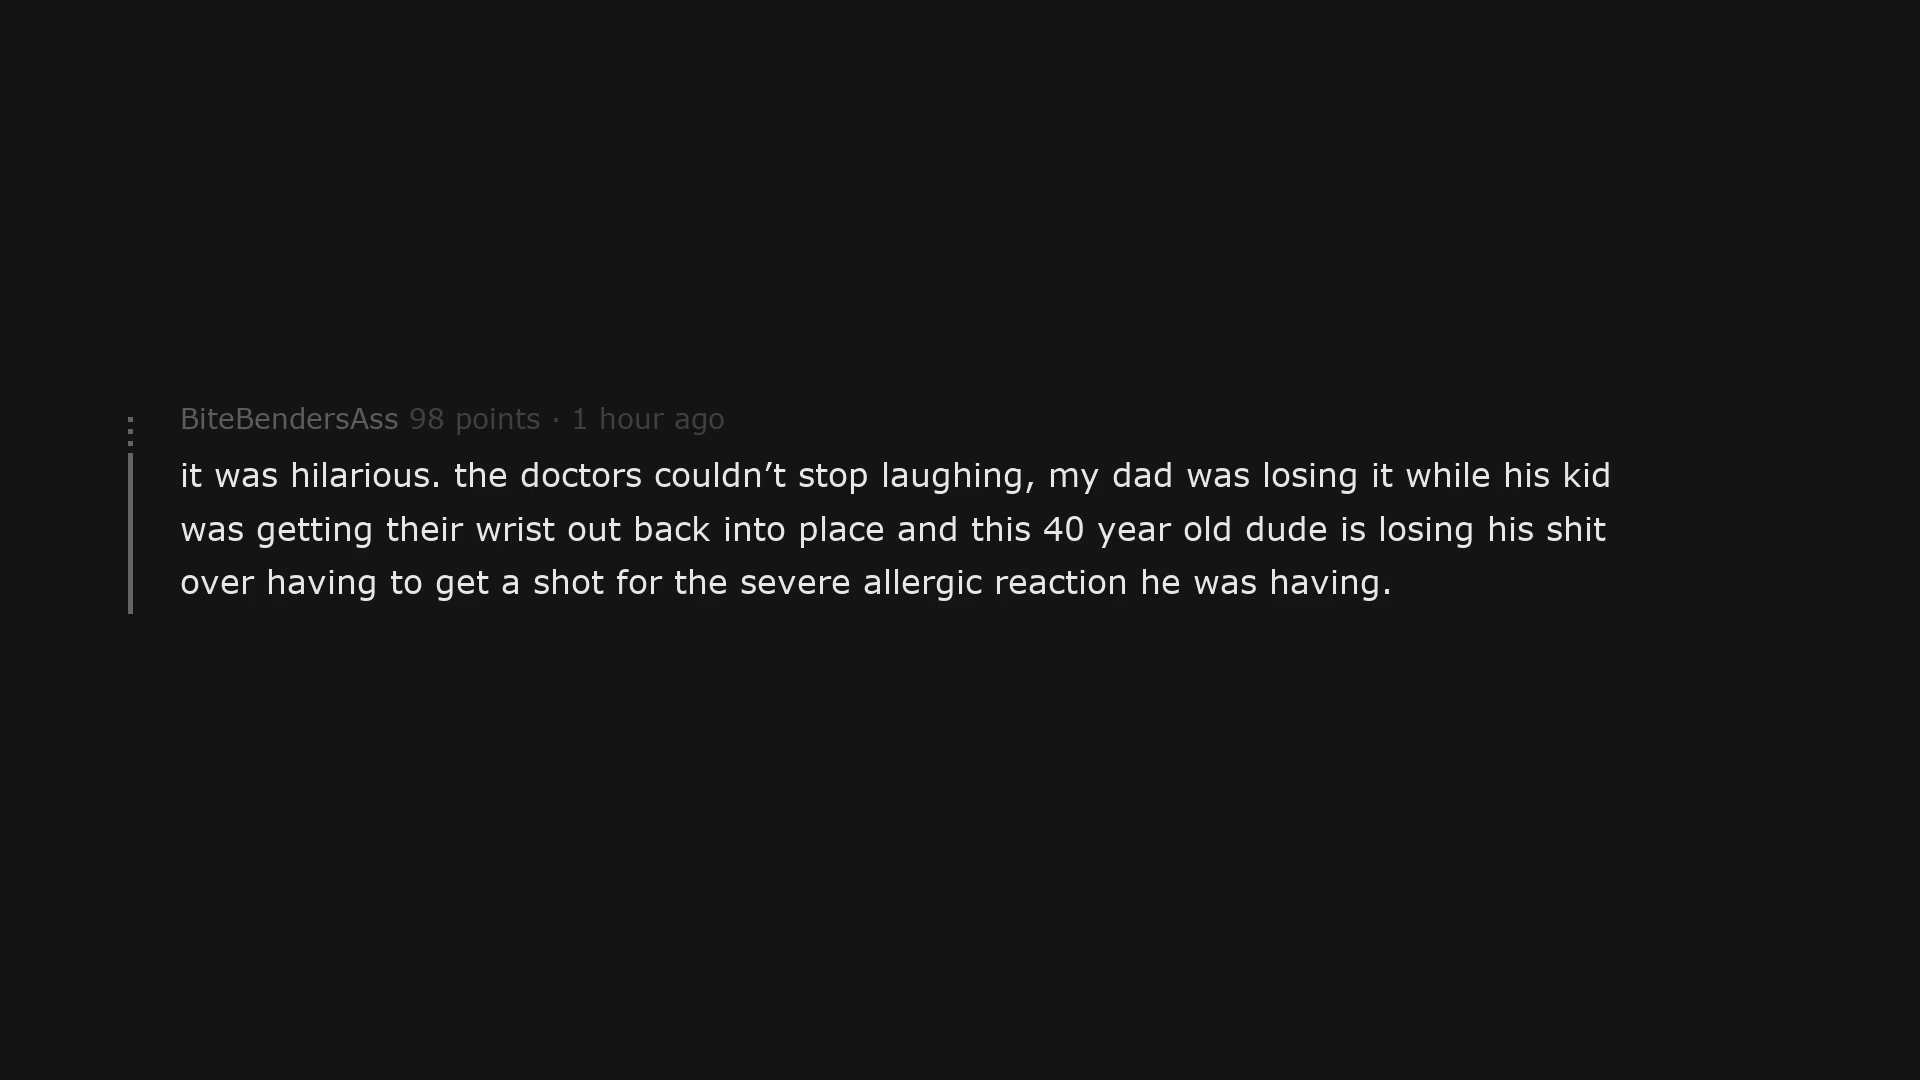 BiteBendersAss 98 points · 1 hour ago
it was hilarious. the doctors couldn’t stop laughing, my dad was losing it while his kid
was getting their wrist out back into place and this 40 year old dude is losing his shit
over having to get a shot for the severe allergic reaction he was having.